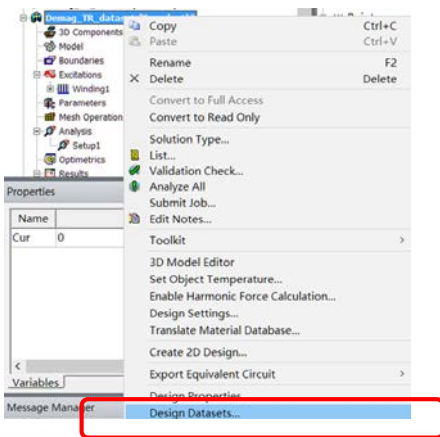 Demag_TR_datas
3D Components
Model
Boundaries
Excitations
Winding1
Parameters
Mesh Operation
Analysis
Setup1
Optimetrics
Results
Properties
Name
Cur 0
Variables
Message Manager
Copy Ctrl+C
Paste Ctrl+V
Rename F2
Delete Delete
Convert to Full Access
Convert to Read Only
Solution Type...
List...
Validation Check...
Analyze All
Submit Job...
Edit Notes...
Toolkit
3D Model Editor
Set Object Temperature...
Enable Harmonic Force Calculation...
Design Settings...
Translate Material Database...
Create 2D Design...
Export Equivalent Circuit
Design Properties
Design Datasets...